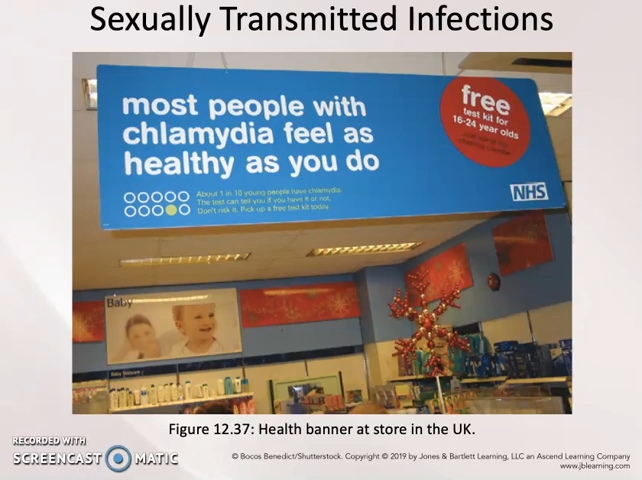 Sexually Transmitted Infections
most people with
chlamydia feel as
healthy as you do
free
test kit for
16-24 year olds
About 1 in 10 young people have chlamydia.
The test can tell you if you have it or not.
Don't risk it. Pick up a free test kit today.
NHS
Baby
Baby Skincare
Figure 12.37: Health banner at store in the UK.
RECORDED WITH
SCREENCAST MATIC
© Bocos Benedict/Shutterstock. Copyright © 2019 by Jones & Bartlett Learning, LLC an Ascend Learning Company
www.jblearning.com